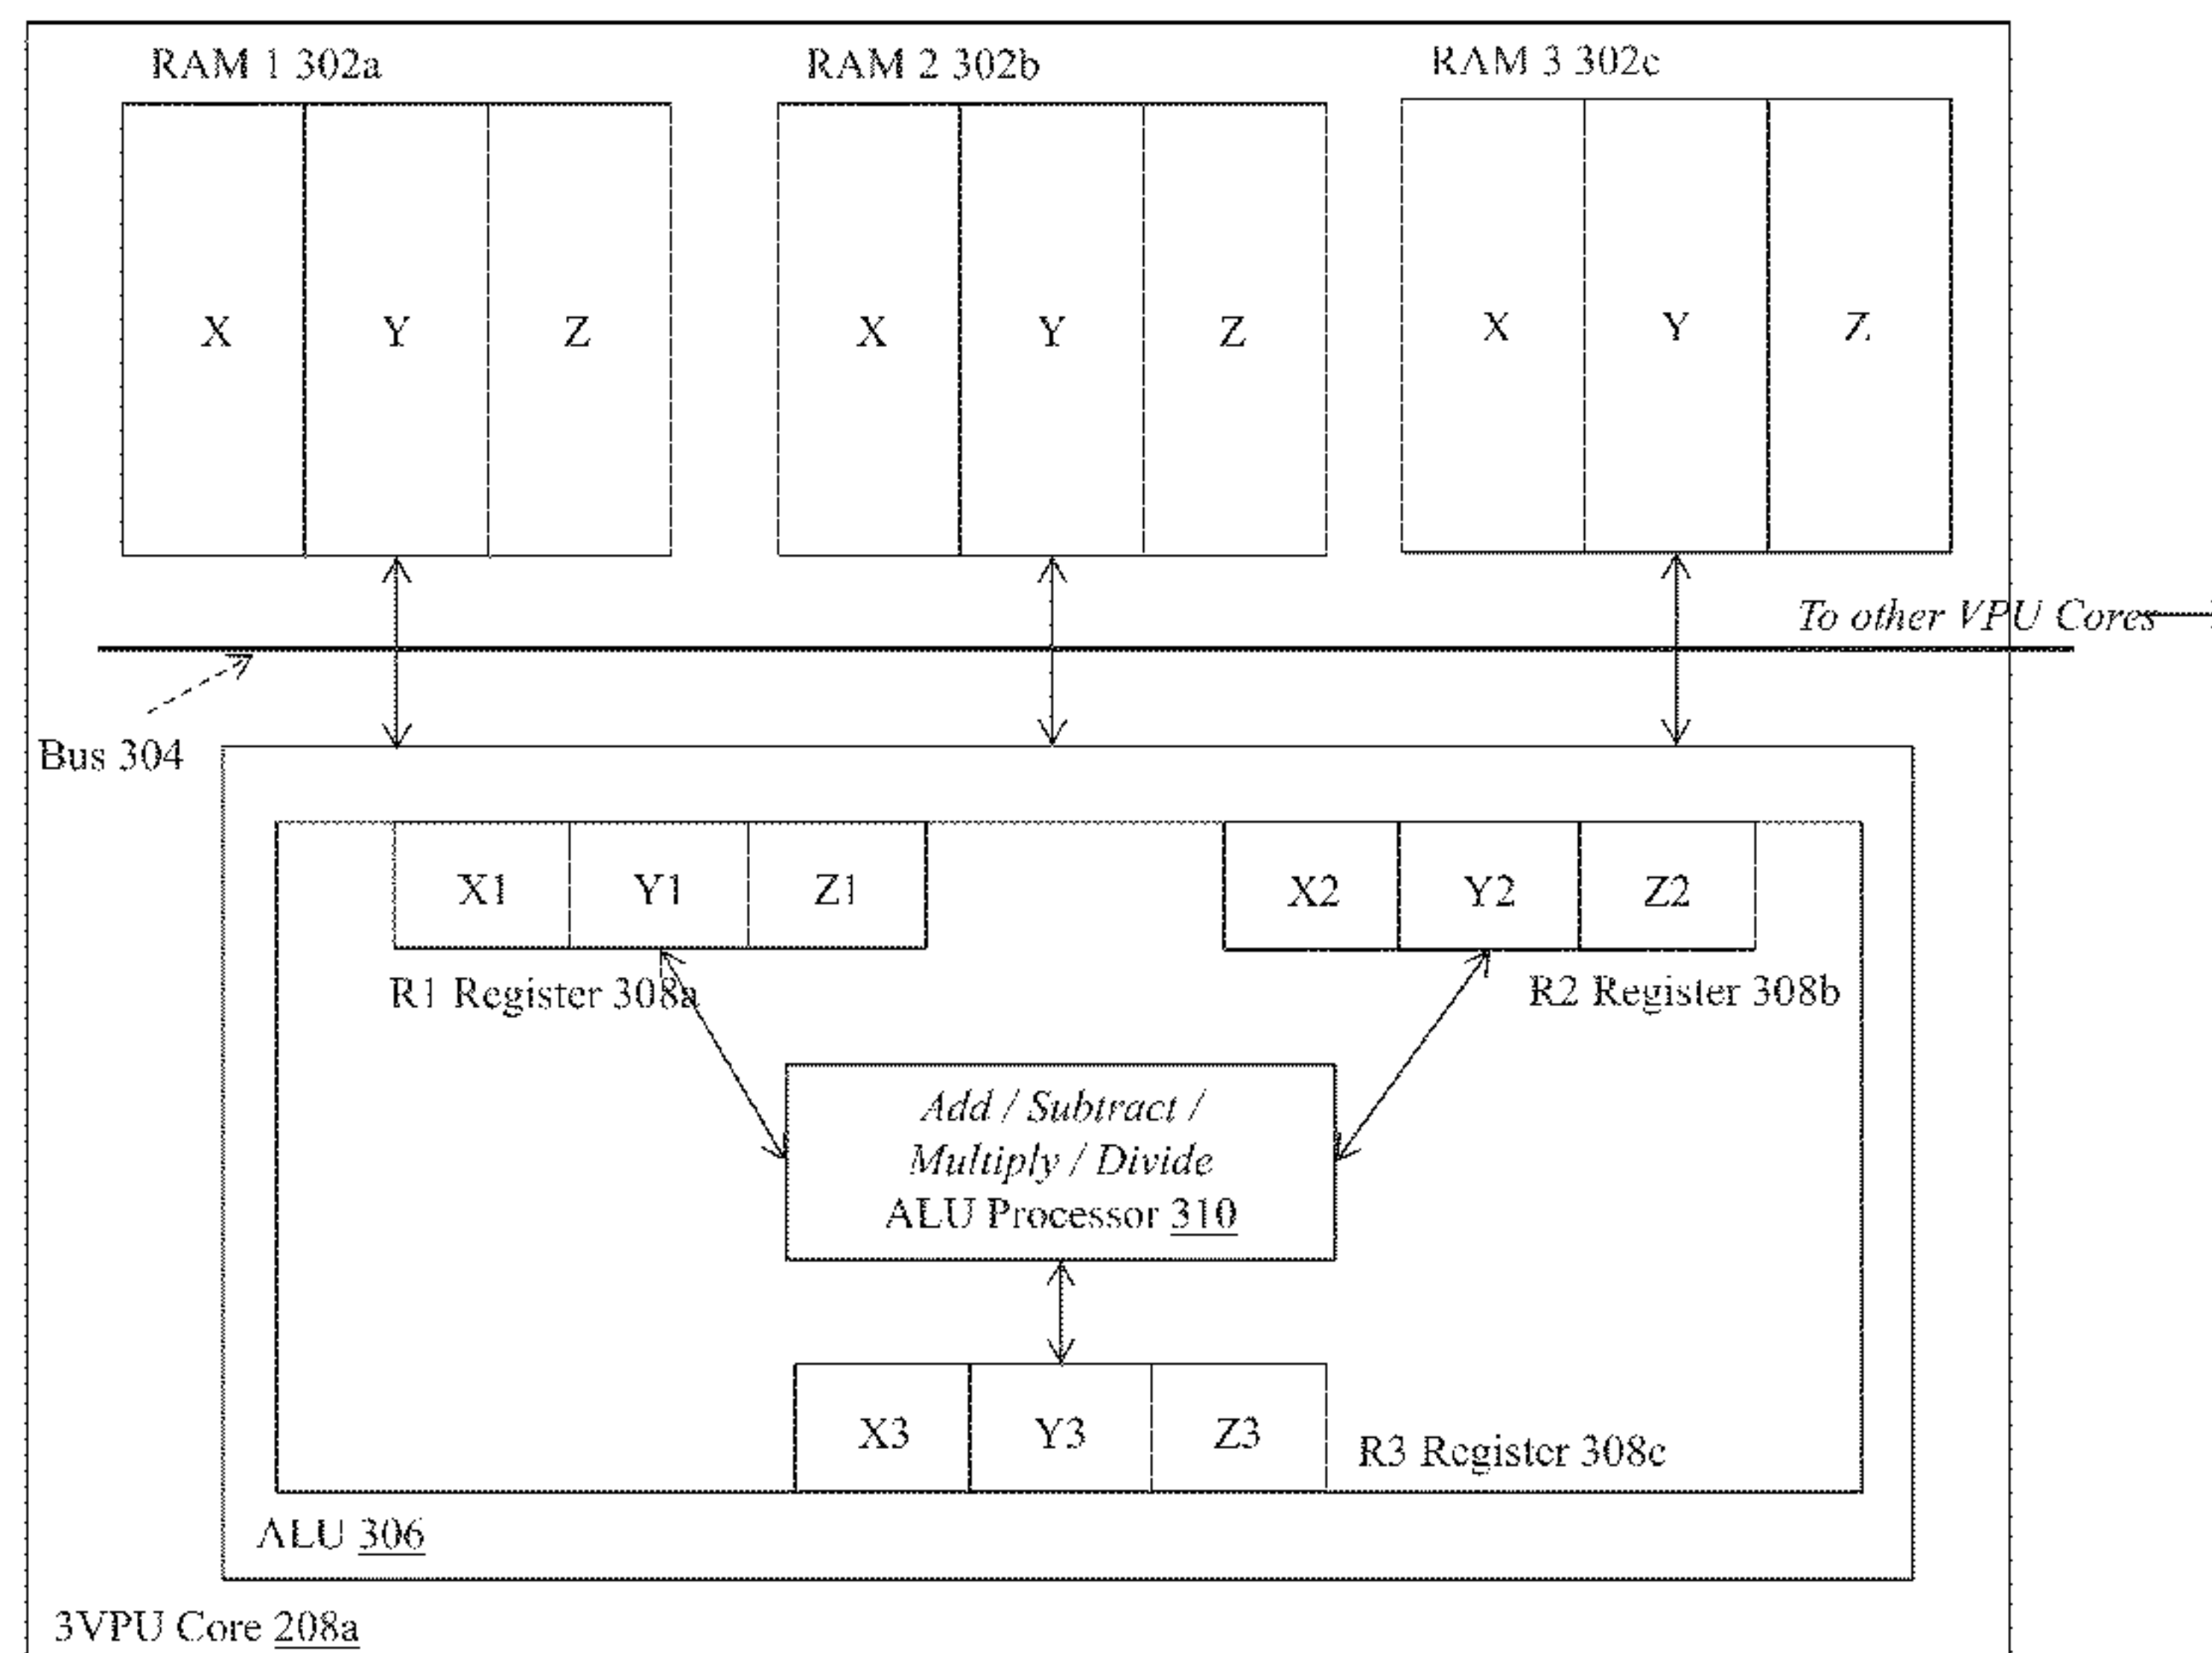 RAM 1 302a
RAM 2 302b
RAM 3 302c
X Y Z
X Y Z
X Y Z
To other VPU Cores
Bus 304
X1 Y1 Z1
X2 Y2 Z2
R1 Register 308a
R2 Register 308b
Add / Subtract /
Multiply / Divide
ALU Processor 310
X3 Y3 Z3
R3 Register 308c
ALU 306
3VPU Core 208a